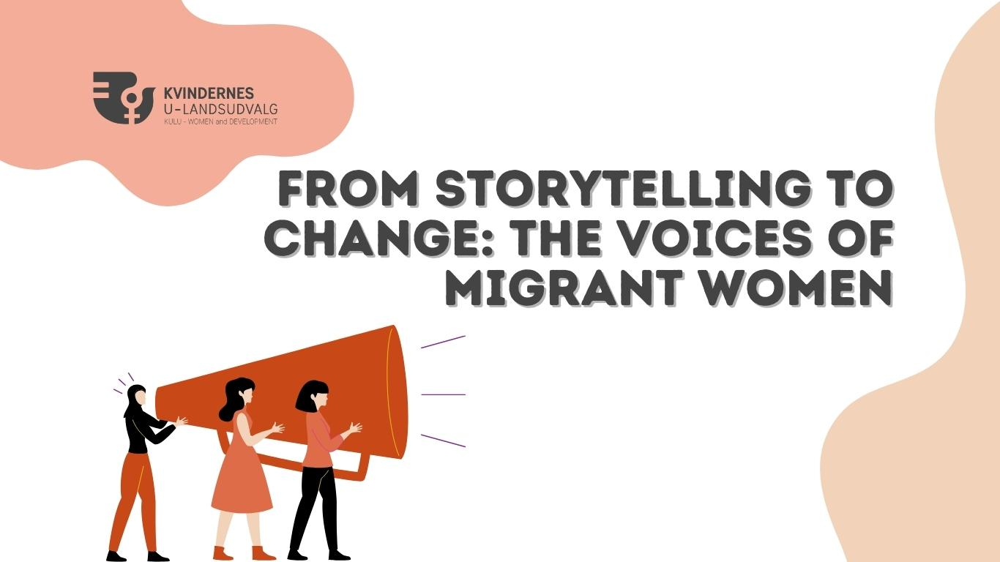 KVINDERNES
U-LANDSUDVALG
KULU - WOMEN and DEVELOPMENT
FROM STORYTELLING TO
CHANGE: THE VOICES OF
MIGRANT WOMEN